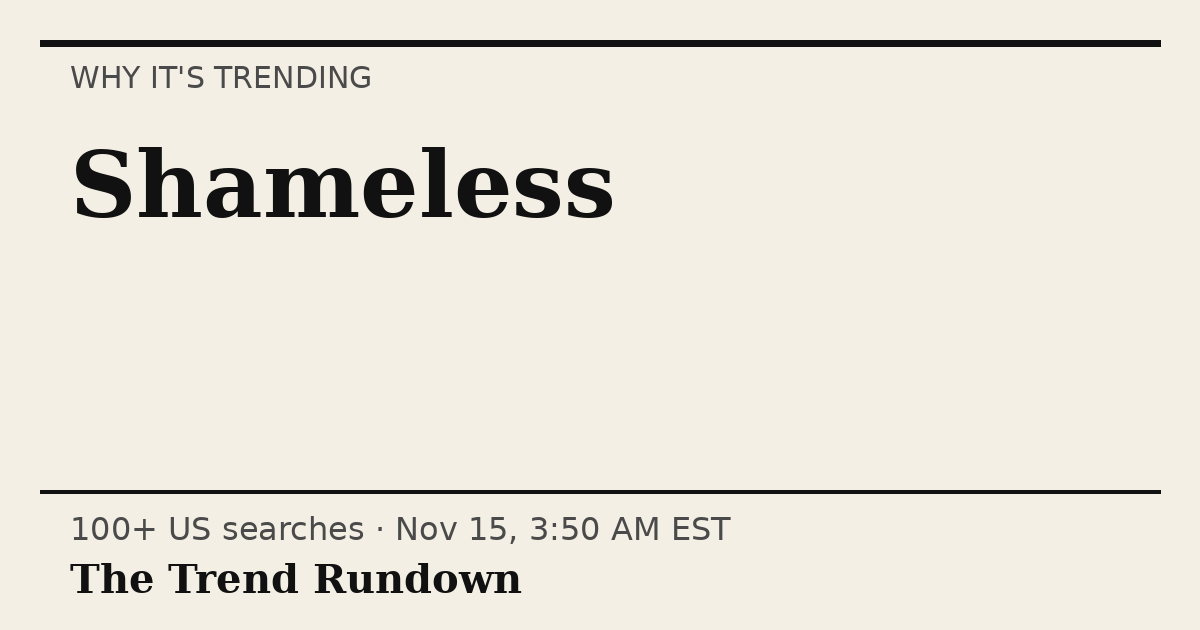 WHY IT'S TRENDING
Shameless
100+ US searches · Nov 15, 3:50 AM EST
The Trend Rundown